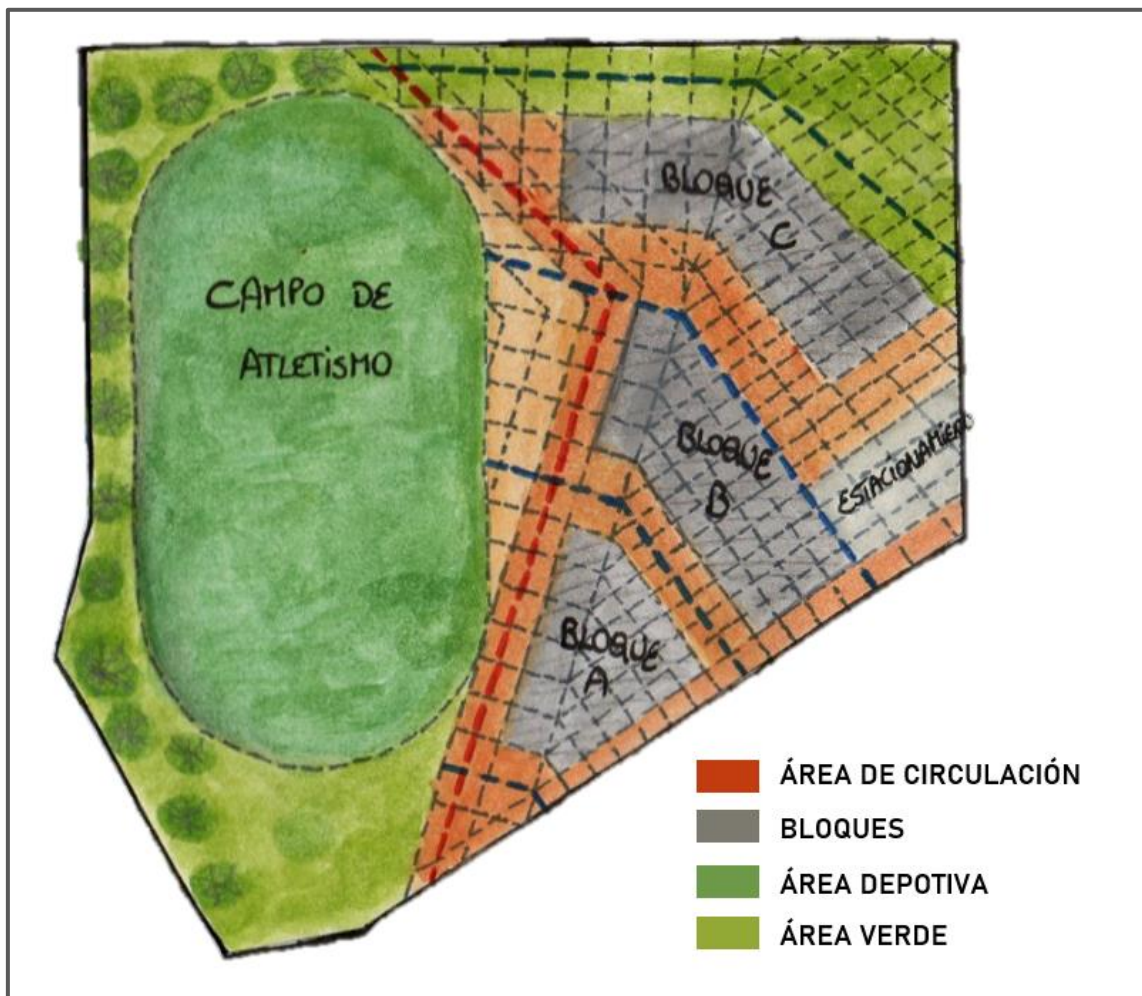 BLOQUE
C
CAMPO DE
ATLETISMO
BLOQUE
B
ESTACIONAMIENTO
BLOQUE
A
ÁREA DE CIRCULACIÓN
BLOQUES
ÁREA DEPOTIVA
ÁREA VERDE